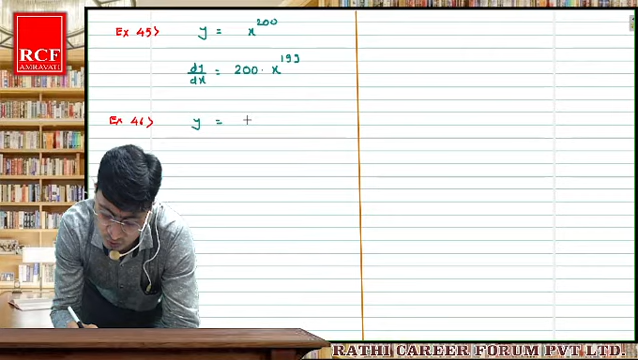 RCF
AMRAVATI
Ex 45> y = x^200
dy/dx = 200 · x^199
Ex 46> y =
RATHI CAREER FORUM PVT LTD.